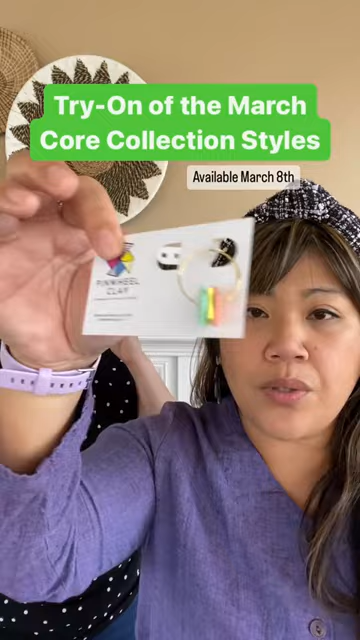 Try-On of the March
Core Collection Styles
Available March 8th
PINWHEEL
CLAY